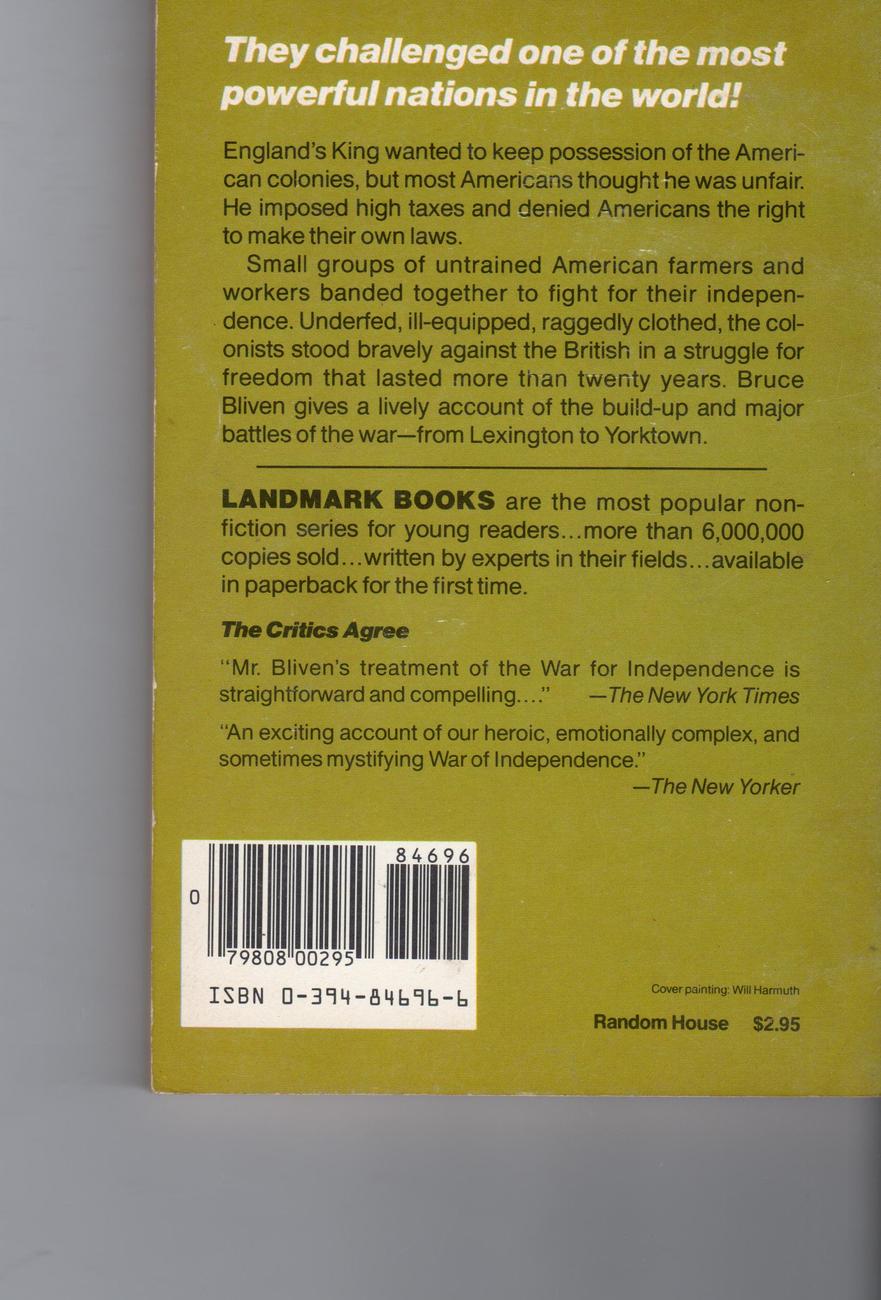 They challenged one of the most
powerful nations in the world!
England's King wanted to keep possession of the Ameri-
can colonies, but most Americans thought he was unfair.
He imposed high taxes and denied Americans the right
to make their own laws.
Small groups of untrained American farmers and
workers banded together to fight for their indepen-
dence. Underfed, ill-equipped, raggedly clothed, the col-
onists stood bravely against the British in a struggle for
freedom that lasted more than twenty years. Bruce
Bliven gives a lively account of the build-up and major
battles of the war—from Lexington to Yorktown.
LANDMARK BOOKS are the most popular non-
fiction series for young readers...more than 6,000,000
copies sold...written by experts in their fields...available
in paperback for the first time.
The Critics Agree
"Mr. Bliven's treatment of the War for Independence is
straightforward and compelling...." —The New York Times
"An exciting account of our heroic, emotionally complex, and
sometimes mystifying War of Independence."
—The New Yorker
84696
0
79808 00295
ISBN 0-394-84696-6
Cover painting: Will Harmuth
Random House $2.95